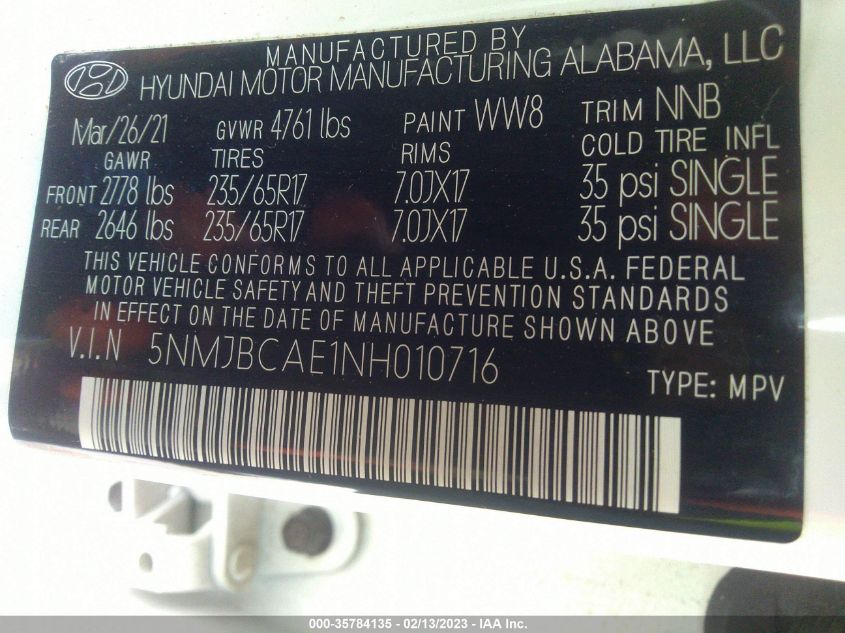 MANUFACTURED BY
HYUNDAI MOTOR MANUFACTURING ALABAMA, LLC
Mar/26/21 GVWR 4761 lbs PAINT WW8 TRIM NNB
GAWR TIRES RIMS COLD TIRE INFL
FRONT 2778 lbs 235/65R17 7.0JX17 35 psi SINGLE
REAR 2646 lbs 235/65R17 7.0JX17 35 psi SINGLE
THIS VEHICLE CONFORMS TO ALL APPLICABLE U.S.A. FEDERAL
MOTOR VEHICLE SAFETY AND THEFT PREVENTION STANDARDS
IN EFFECT ON THE DATE OF MANUFACTURE SHOWN ABOVE
V.I.N 5NMJBCAE1NH010716
TYPE: MPV
000-35784135 - 02/13/2023 - IAA Inc.